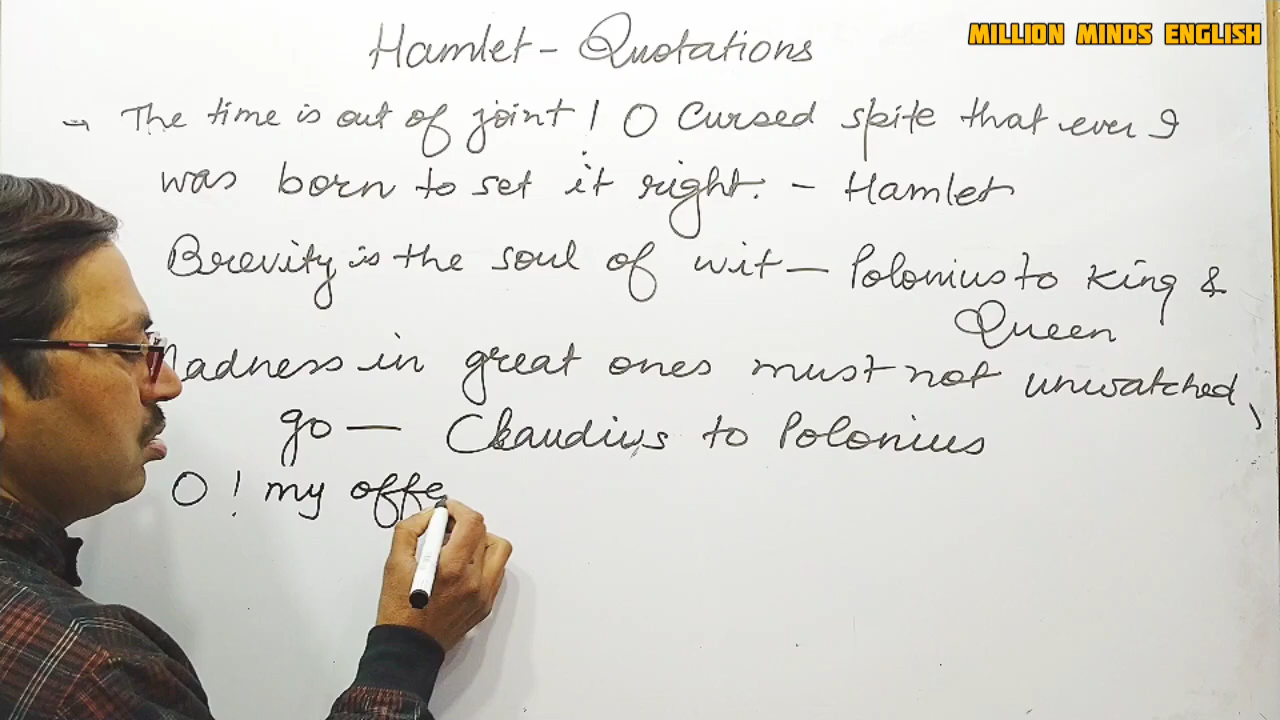 MILLION MINDS ENGLISH
Hamlet - Quotations
→ The time is out of joint! O Cursed spite that ever I
was born to set it right. - Hamlet
Brevity is the soul of wit — Polonius to King &
Queen
Madness in great ones must not unwatched,
go — Claudius to Polonius
O! my offe